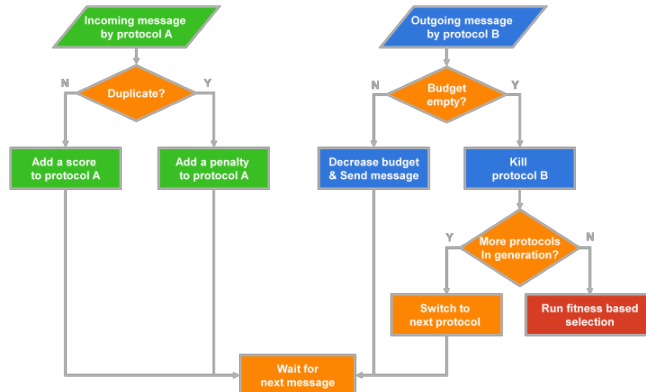 Incoming message
by protocol A
Outgoing message
by protocol B
N
Duplicate?
Y
N
Budget
empty?
Y
Add a score
to protocol A
Add a penalty
to protocol A
Decrease budget
& Send message
Kill
protocol B
Y
More protocols
In generation?
N
Switch to
next protocol
Run fitness based
selection
Wait for
next message